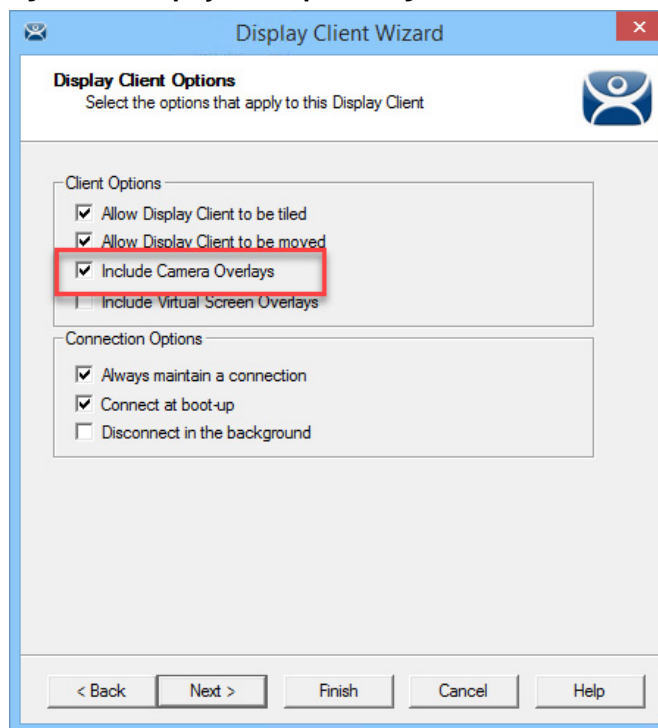 Display Client Wizard
Display Client Options
Select the options that apply to this Display Client
Client Options
Allow Display Client to be tiled
Allow Display Client to be moved
Include Camera Overlays
Include Virtual Screen Overlays
Connection Options
Always maintain a connection
Connect at boot-up
Disconnect in the background
< Back Next > Finish Cancel Help